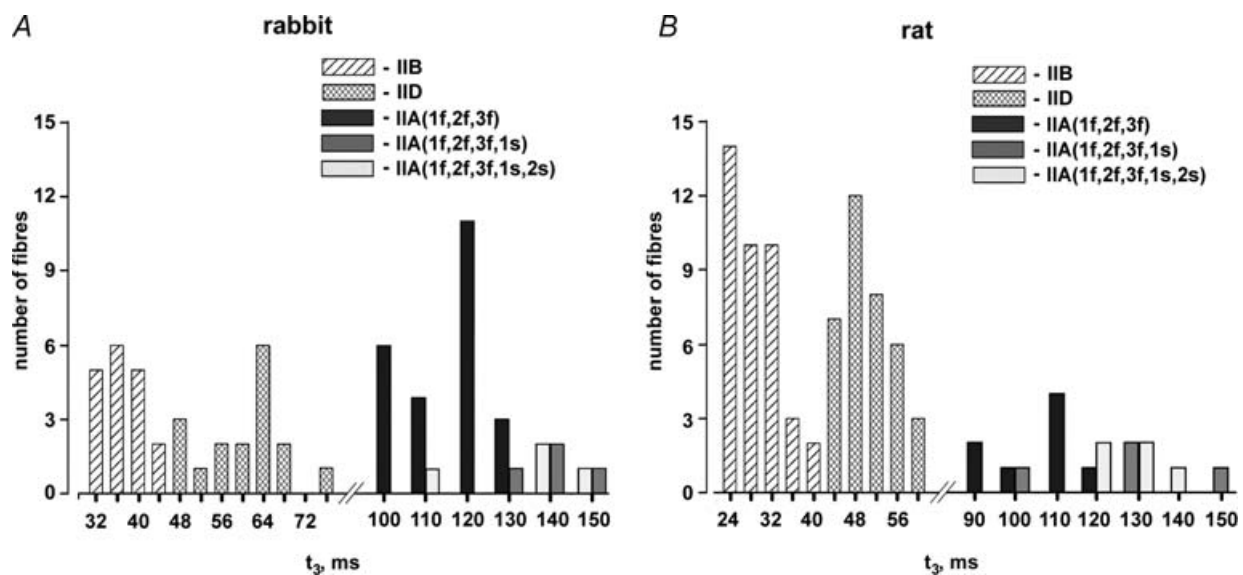 A
rabbit
- IIB
- IID
- IIA(1f,2f,3f)
- IIA(1f,2f,3f,1s)
- IIA(1f,2f,3f,1s,2s)
number of fibres
15
12
9
6
3
0
32 40 48 56 64 72 100 110 120 130 140 150
t3, ms
B
rat
- IIB
- IID
- IIA(1f,2f,3f)
- IIA(1f,2f,3f,1s)
- IIA(1f,2f,3f,1s,2s)
number of fibres
15
12
9
6
3
0
24 32 40 48 56 90 100 110 120 130 140 150
t3, ms